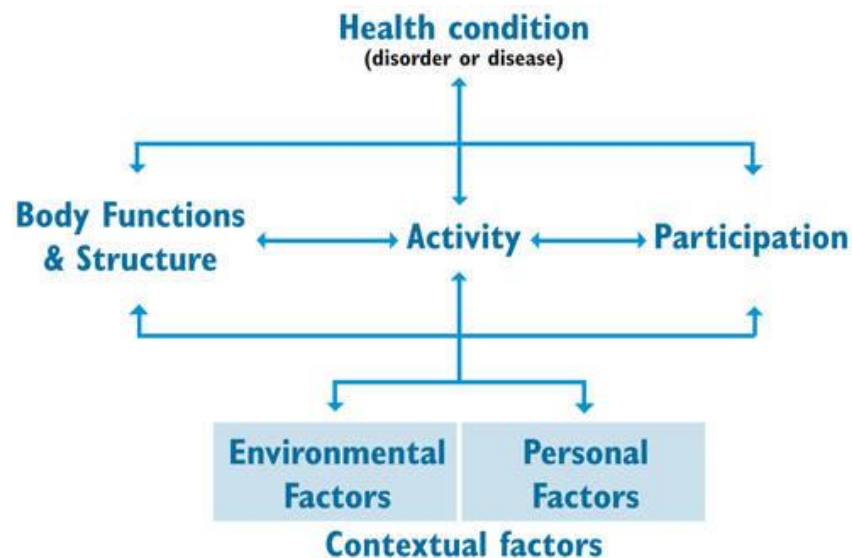 Health condition
(disorder or disease)
Body Functions
& Structure
Activity
Participation
Environmental
Factors
Personal
Factors
Contextual factors